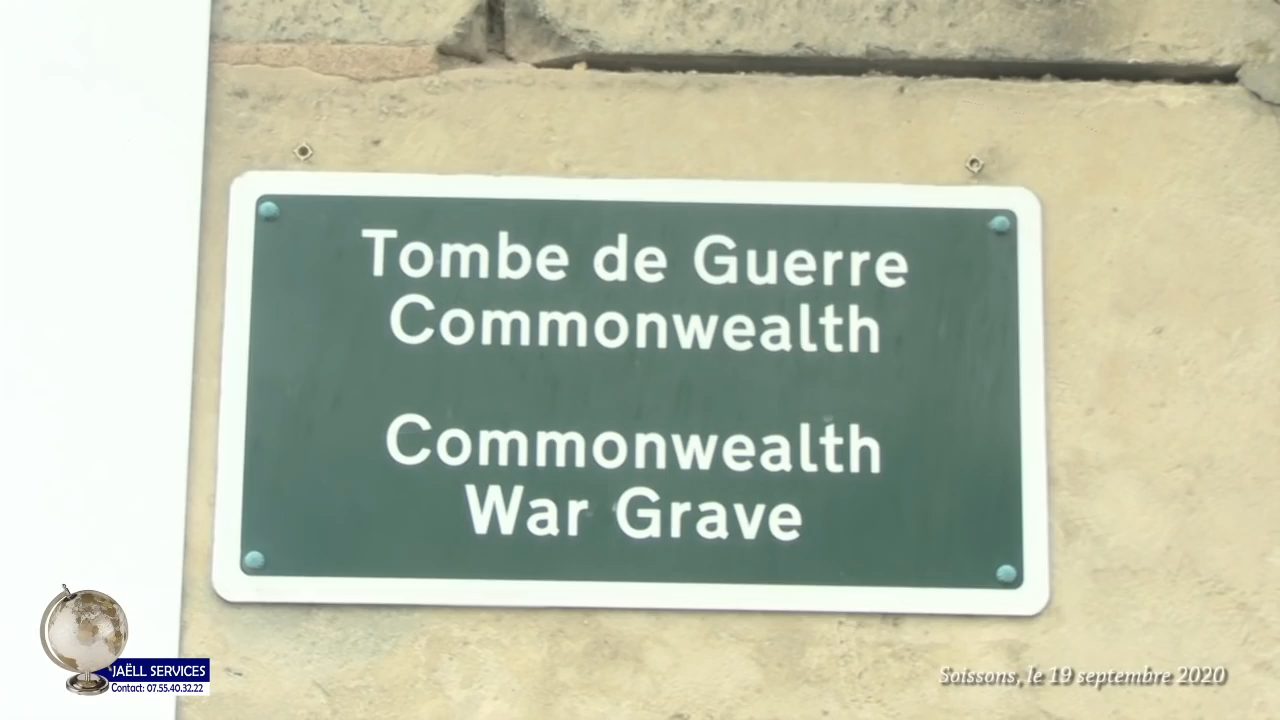 Tombe de Guerre
Commonwealth
Commonwealth
War Grave
JAËLL SERVICES
Contact: 07.55.40.32.22
Soissons, le 19 septembre 2020